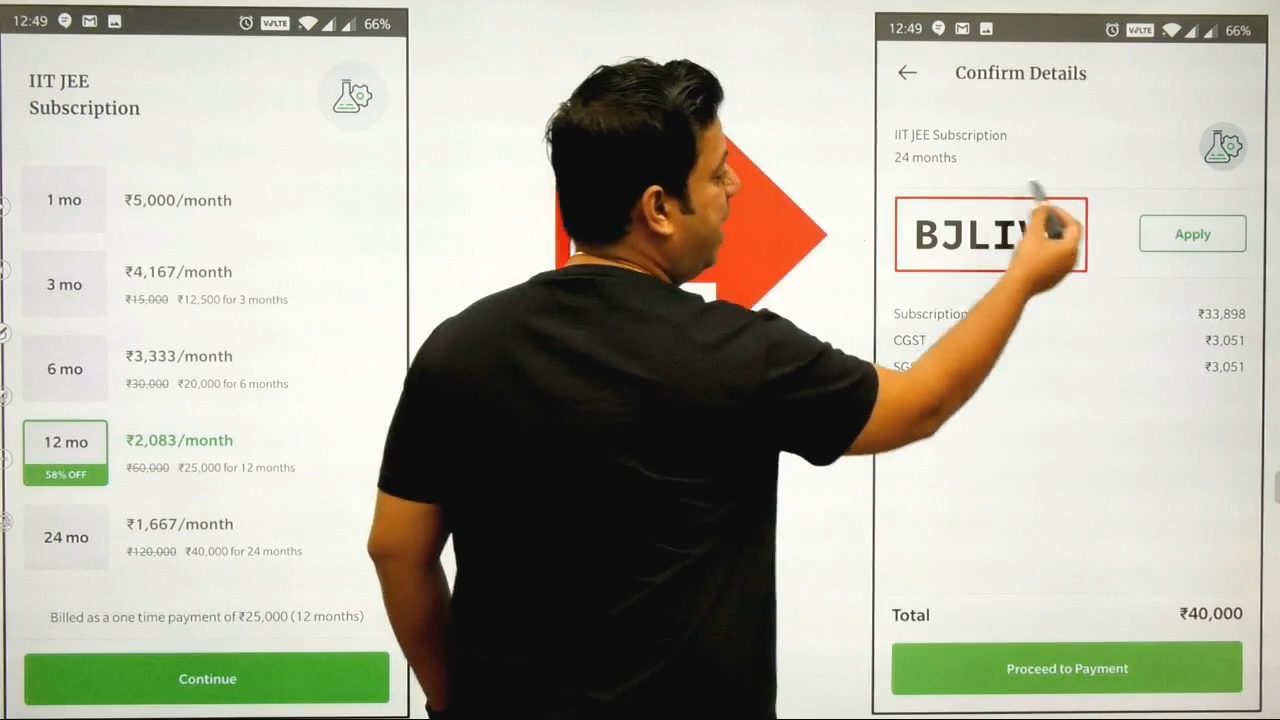 12:49
VoLTE
66%
IIT JEE
Subscription
1 mo
₹5,000/month
3 mo
₹4,167/month
₹15,000 ₹12,500 for 3 months
6 mo
₹3,333/month
₹30,000 ₹20,000 for 6 months
12 mo
58% OFF
₹2,083/month
₹60,000 ₹25,000 for 12 months
24 mo
₹1,667/month
₹120,000 ₹40,000 for 24 months
Billed as a one time payment of ₹25,000 (12 months)
Continue
12:49
VoLTE
66%
Confirm Details
IIT JEE Subscription
24 months
Apply
Subscription ₹33,898
CGST ₹3,051
₹3,051
Total ₹40,000
Proceed to Payment